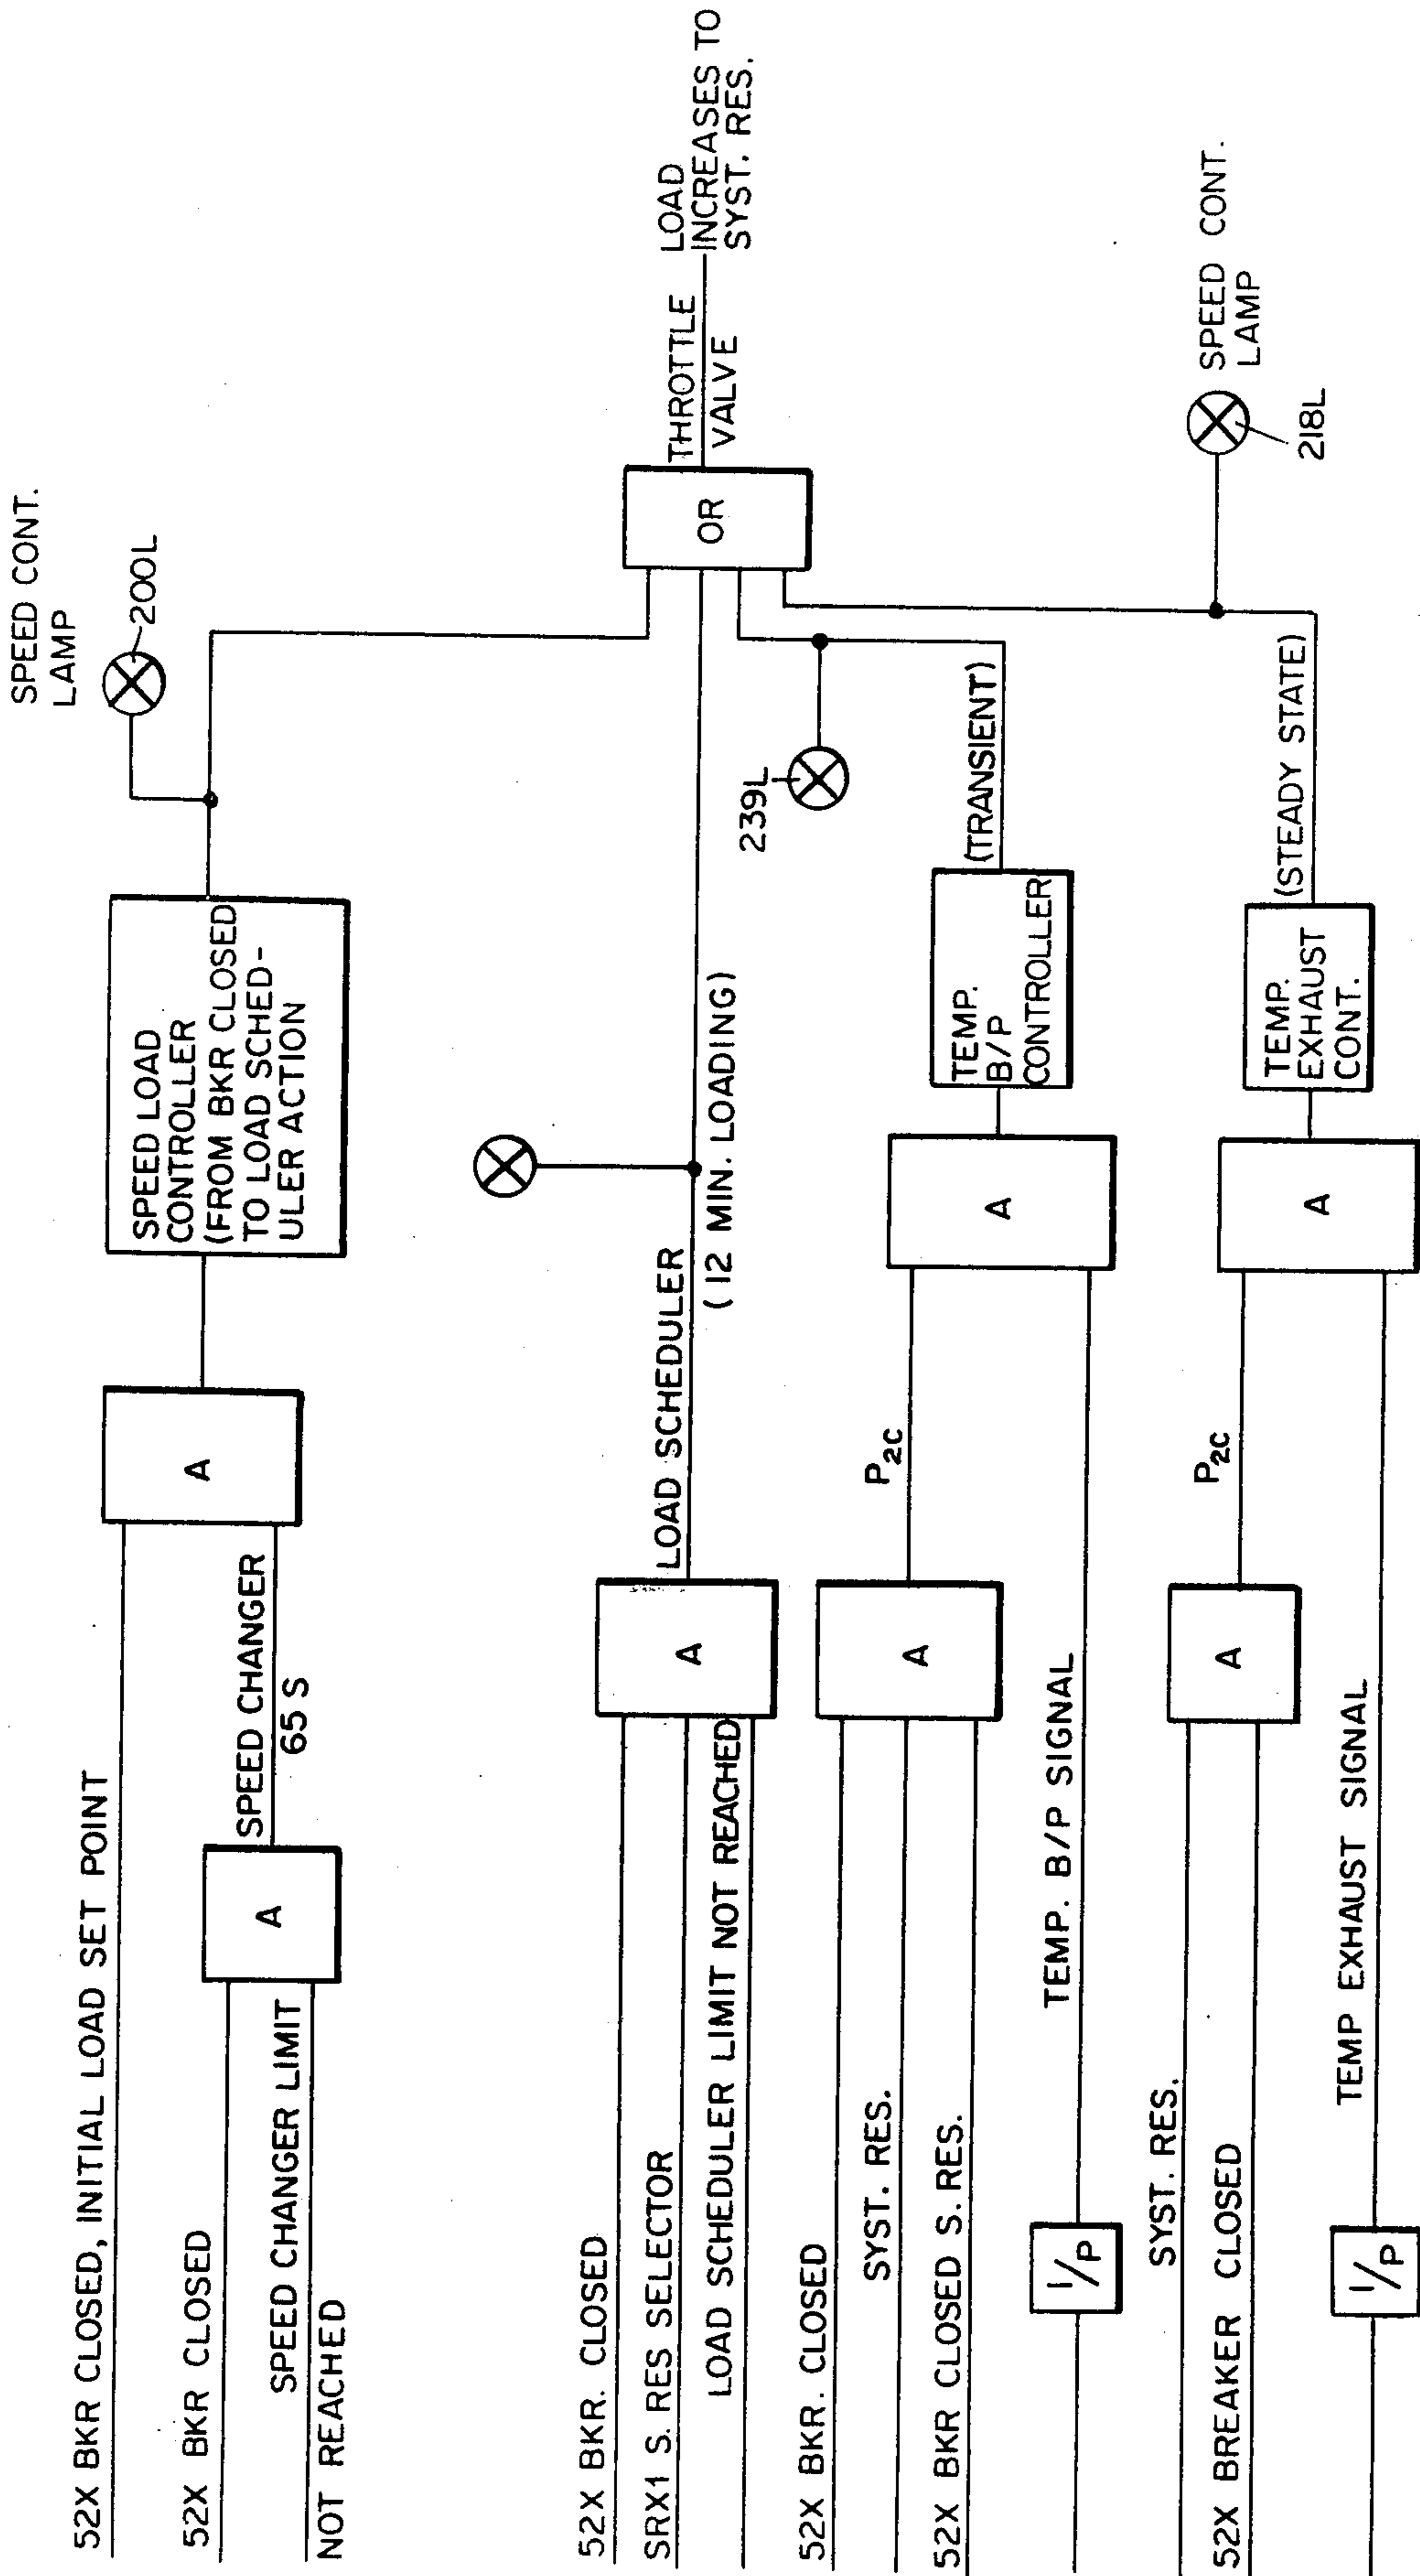 SPEED CONT.
LAMP
200L
SPEED LOAD
CONTROLLER
(FROM BKR CLOSED
TO LOAD SCHED-
ULER ACTION
A
52X BKR CLOSED, INITIAL LOAD SET POINT
SPEED CHANGER
65 S
A
52X BKR CLOSED
SPEED CHANGER LIMIT
NOT REACHED
THROTTLE
VALVE
LOAD
INCREASES TO
SYST. RES.
OR
(12 MIN. LOADING)
LOAD SCHEDULER
A
52X BKR. CLOSED
SRX1 S. RES SELECTOR
LOAD SCHEDULER LIMIT NOT REACHED
239L
(TRANSIENT)
TEMP.
B/P
CONTROLLER
A
P2C
A
52X BKR. CLOSED
SYST. RES.
52X BKR CLOSED S. RES.
TEMP. B/P SIGNAL
I/P
SPEED CONT.
LAMP
218L
(STEADY STATE)
TEMP.
EXHAUST
CONT.
A
P2C
A
SYST. RES.
52X BREAKER CLOSED
TEMP EXHAUST SIGNAL
I/P